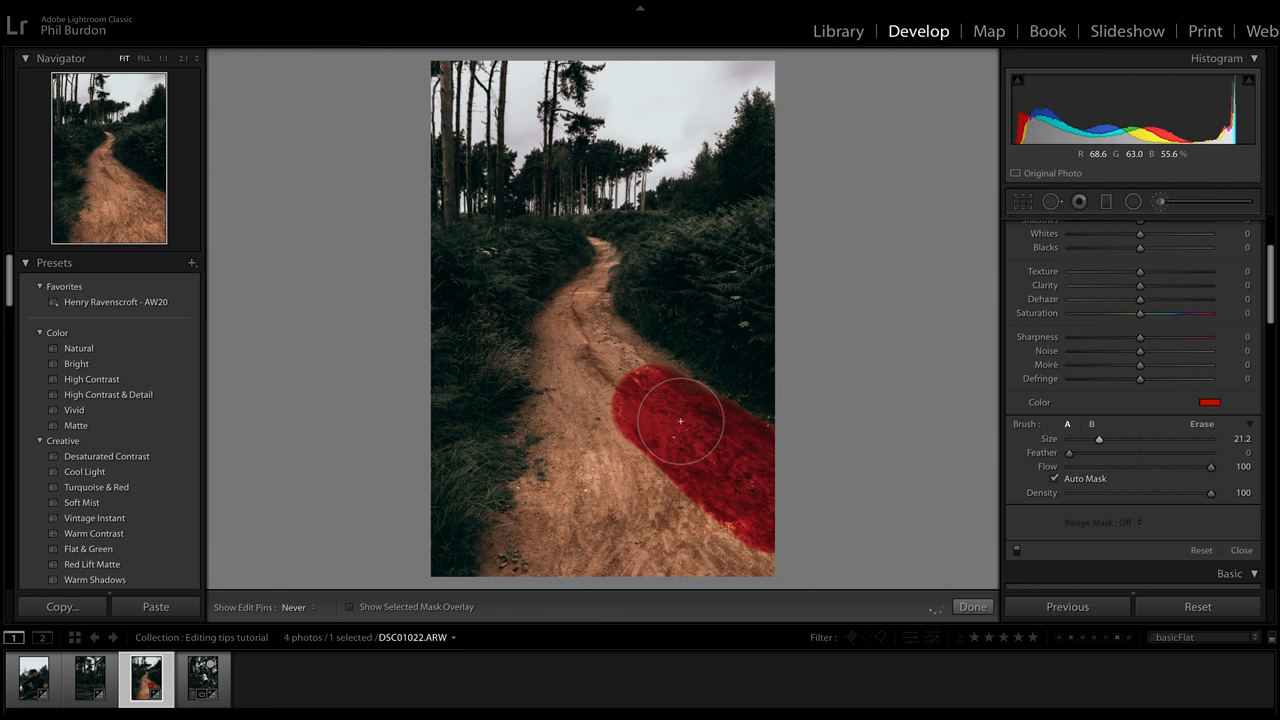 Lr
Adobe Lightroom Classic
Phil Burdon
Library | Develop | Map | Book | Slideshow | Print | Web
Navigator FIT FILL 1:1 2:1
Presets +
Favorites
Henry Ravenscroft - AW20
Color
Natural
Bright
High Contrast
High Contrast & Detail
Vivid
Matte
Creative
Desaturated Contrast
Cool Light
Turquoise & Red
Soft Mist
Vintage Instant
Warm Contrast
Flat & Green
Red Lift Matte
Warm Shadows
Copy... Paste
Show Edit Pins : Never
Show Selected Mask Overlay
Done
Histogram
R 68.6 G 63.0 B 55.6 %
Original Photo
Shadows 0
Whites 0
Blacks 0
Texture 0
Clarity 0
Dehaze 0
Saturation 0
Sharpness 0
Noise 0
Moiré 0
Defringe 0
Color
Brush : A B Erase
Size 21.2
Feather 0
Flow 100
Auto Mask
Density 100
Range Mask : Off
Reset | Close
Basic
Previous Reset
1 2 Collection : Editing tips tutorial 4 photos / 1 selected / DSC01022.ARW Filter : basicFlat